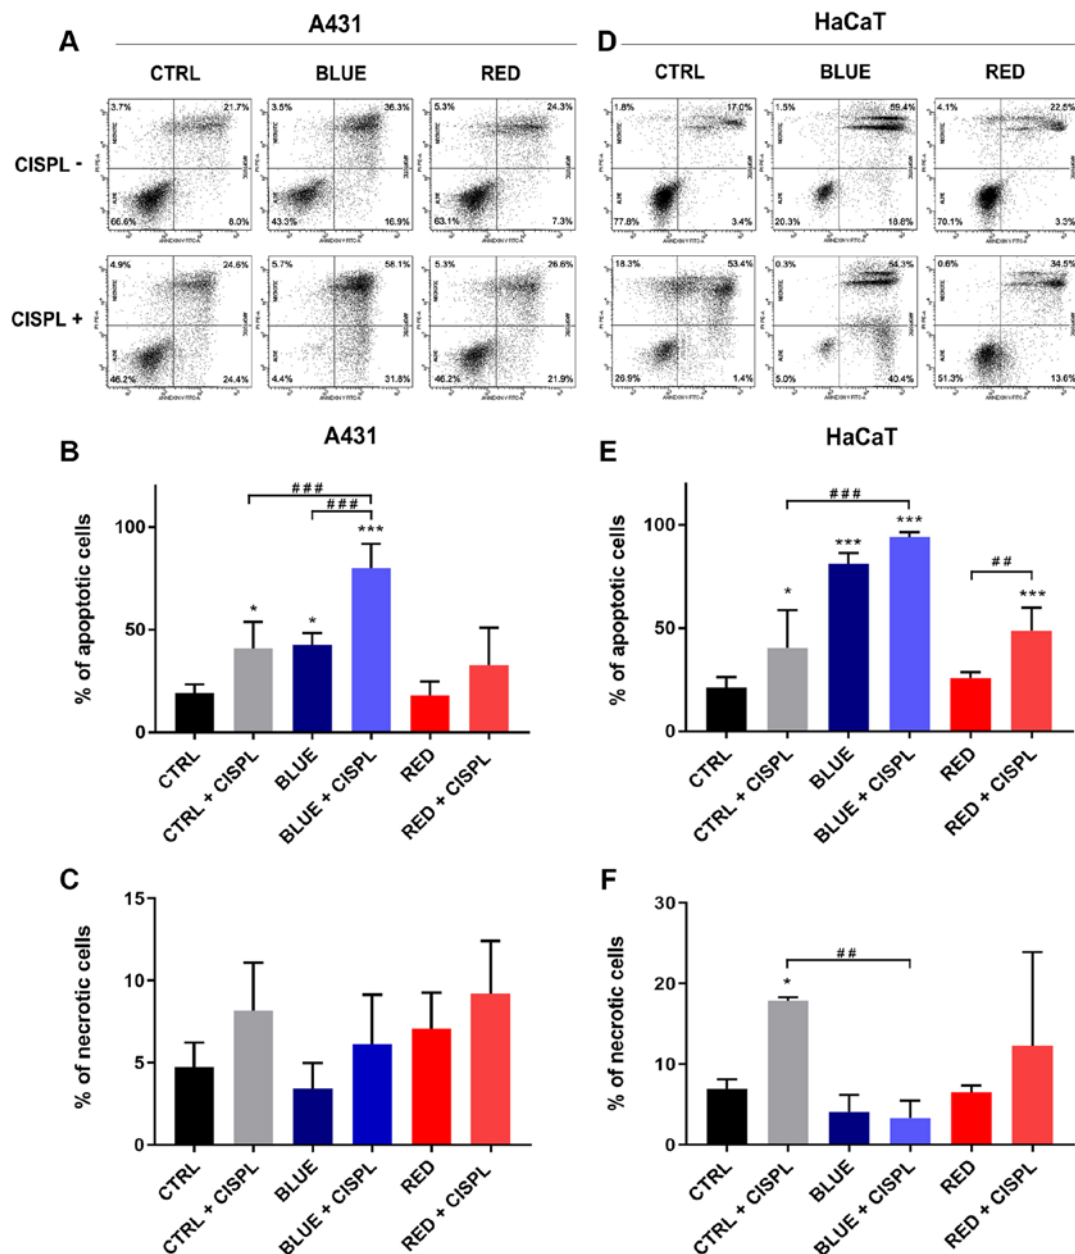 A431
HaCaT
A
D
CTRL
BLUE
RED
CTRL
BLUE
RED
CISPL -
3.7%
21.7%
66.6%
8.0%
3.5%
36.3%
43.3%
16.9%
5.3%
24.3%
63.1%
7.3%
1.8%
17.0%
77.8%
3.4%
1.5%
59.4%
20.3%
18.8%
4.1%
22.5%
70.1%
3.3%
CISPL +
4.9%
24.6%
46.2%
24.4%
5.7%
58.1%
4.4%
31.8%
5.3%
26.6%
46.2%
21.9%
18.3%
53.4%
26.9%
1.4%
0.3%
54.3%
5.0%
40.4%
0.6%
34.5%
51.3%
13.6%
A431
B
% of apoptotic cells
100
50
0
###
###
*
*
***
CTRL
CTRL + CISPL
BLUE
BLUE + CISPL
RED
RED + CISPL
HaCaT
E
% of apoptotic cells
100
50
0
###
##
*
***
***
***
CTRL
CTRL + CISPL
BLUE
BLUE + CISPL
RED
RED + CISPL
C
% of necrotic cells
15
10
5
0
CTRL
CTRL + CISPL
BLUE
BLUE + CISPL
RED
RED + CISPL
F
% of necrotic cells
30
20
10
0
##
*
CTRL
CTRL + CISPL
BLUE
BLUE + CISPL
RED
RED + CISPL